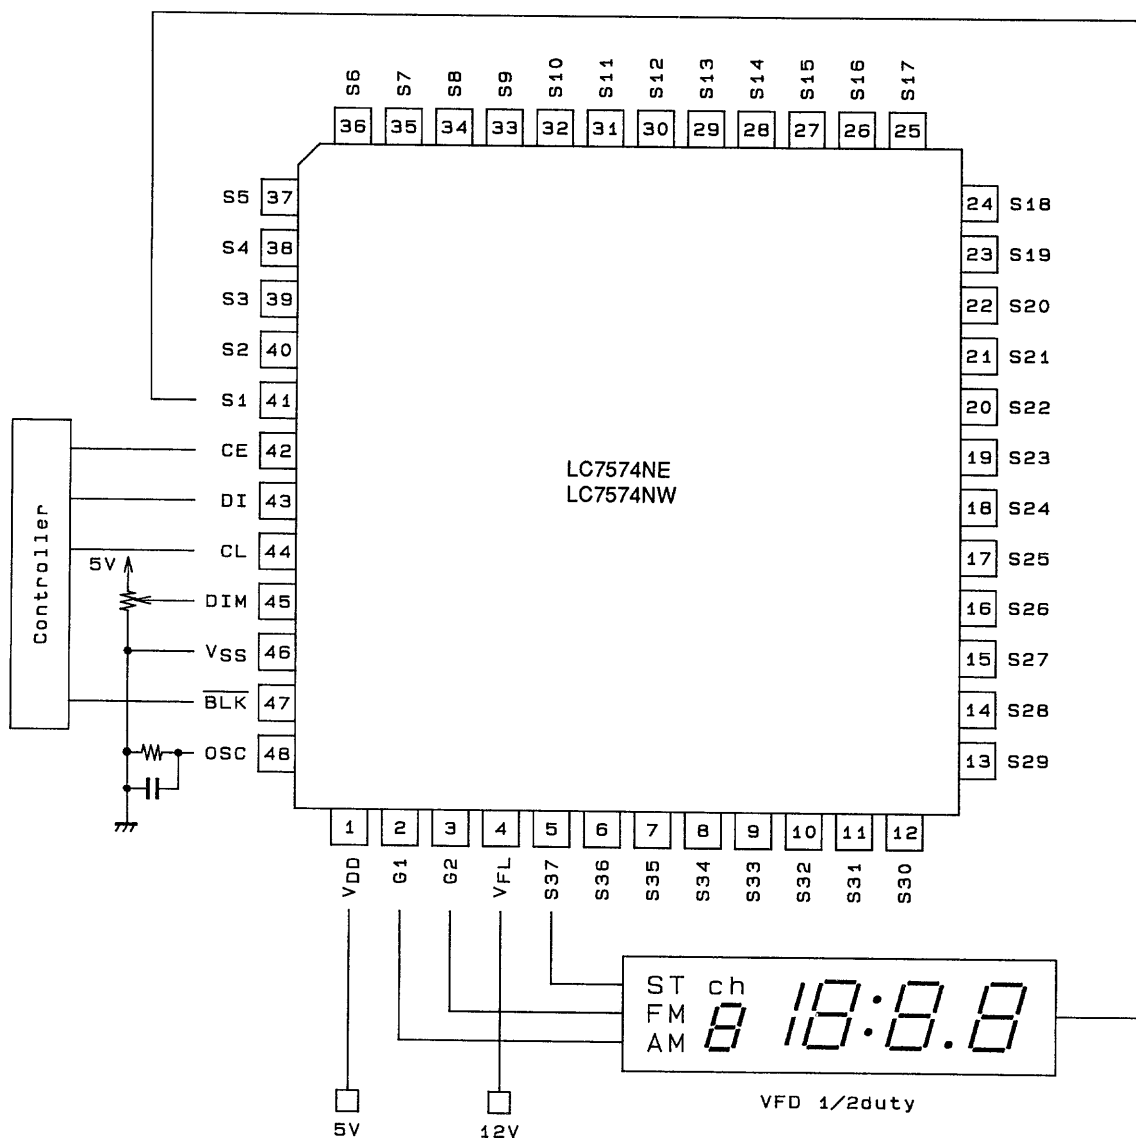 S6 S7 S8 S9 S10 S11 S12 S13 S14 S15 S16 S17
36 35 34 33 32 31 30 29 28 27 26 25
S5 37
S4 38
S3 39
S2 40
S1 41
CE 42
DI 43
CL 44
DIM 45
VSS 46
BLK 47
OSC 48
Controller
5V
LC7574NE
LC7574NW
24 S18
23 S19
22 S20
21 S21
20 S22
19 S23
18 S24
17 S25
16 S26
15 S27
14 S28
13 S29
1 2 3 4 5 6 7 8 9 10 11 12
VDD G1 G2 VFL S37 S36 S35 S34 S33 S32 S31 S30
ST ch
FM
AM
8 18:8.8
VFD 1/2duty
5V 12V